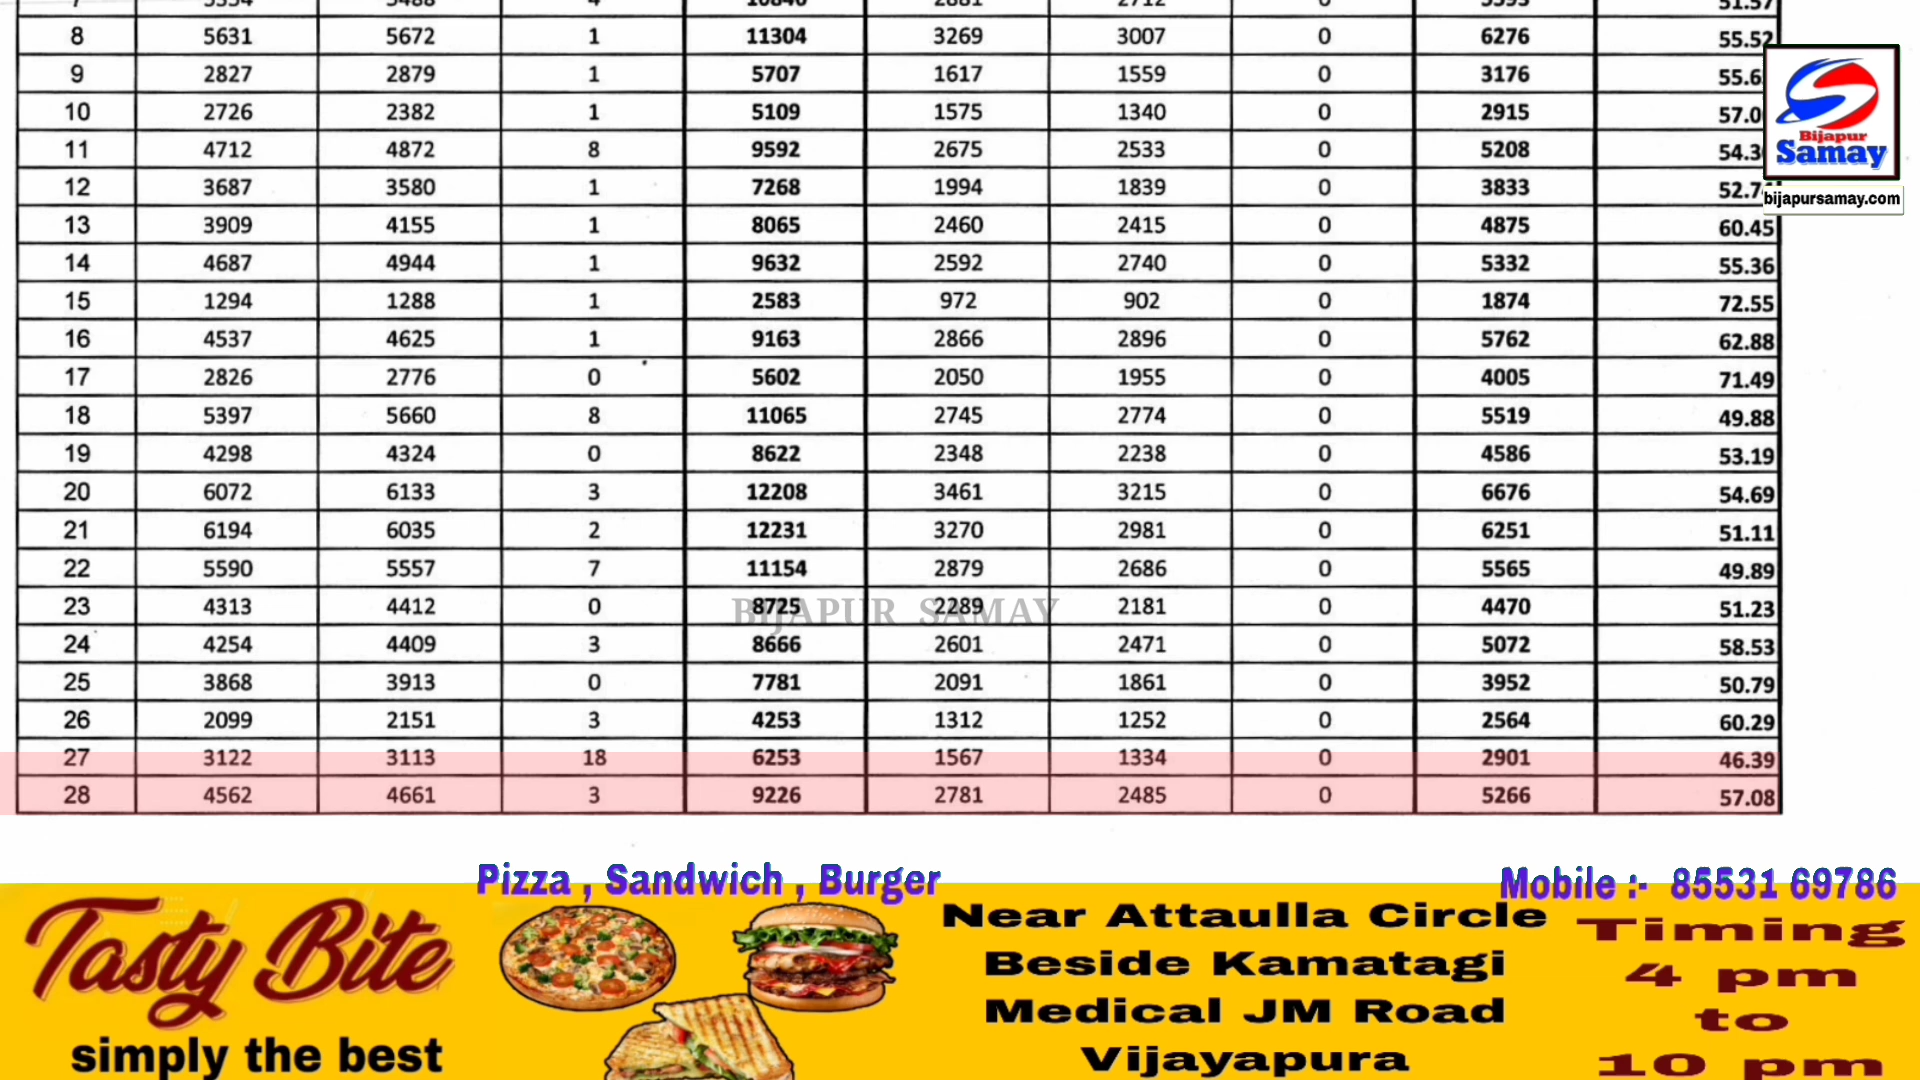 8 5631 5672 1 11304 3269 3007 0 6276 55.52
9 2827 2879 1 5707 1617 1559 0 3176 55.6
10 2726 2382 1 5109 1575 1340 0 2915 57.0
11 4712 4872 8 9592 2675 2533 0 5208 54.3
12 3687 3580 1 7268 1994 1839 0 3833 52.7
13 3909 4155 1 8065 2460 2415 0 4875 60.45
14 4687 4944 1 9632 2592 2740 0 5332 55.36
15 1294 1288 1 2583 972 902 0 1874 72.55
16 4537 4625 1 9163 2866 2896 0 5762 62.88
17 2826 2776 0 5602 2050 1955 0 4005 71.49
18 5397 5660 8 11065 2745 2774 0 5519 49.88
19 4298 4324 0 8622 2348 2238 0 4586 53.19
20 6072 6133 3 12208 3461 3215 0 6676 54.69
21 6194 6035 2 12231 3270 2981 0 6251 51.11
22 5590 5557 7 11154 2879 2686 0 5565 49.89
23 4313 4412 0 8725 2289 2181 0 4470 51.23
24 4254 4409 3 8666 2601 2471 0 5072 58.53
25 3868 3913 0 7781 2091 1861 0 3952 50.79
26 2099 2151 3 4253 1312 1252 0 2564 60.29
27 3122 3113 18 6253 1567 1334 0 2901 46.39
28 4562 4661 3 9226 2781 2485 0 5266 57.08
Bijapur
Samay
bijapursamay.com
BIJAPUR SAMAY
Pizza , Sandwich , Burger
Mobile :- 85531 69786
Tasty Bite
simply the best
Near Attaulla Circle
Beside Kamatagi
Medical JM Road
Vijayapura
Timing
4 pm
to
10 pm